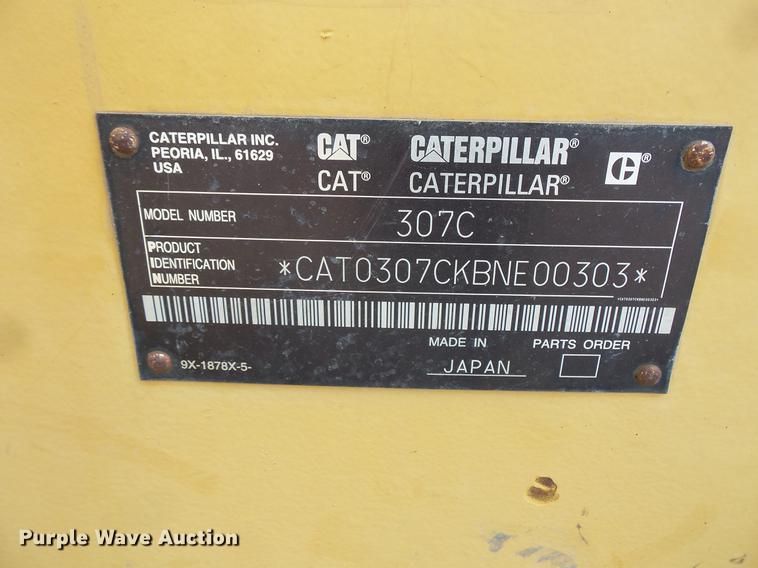 CATERPILLAR INC.
PEORIA, IL., 61629
USA
CAT® CATERPILLAR® C®
CAT® CATERPILLAR®
MODEL NUMBER 307C
PRODUCT
IDENTIFICATION
NUMBER
*CAT0307CKBNE00303*
*CAT0307CKBNE00303*
MADE IN PARTS ORDER
JAPAN
9X-1878X-5-
Purple Wave Auction